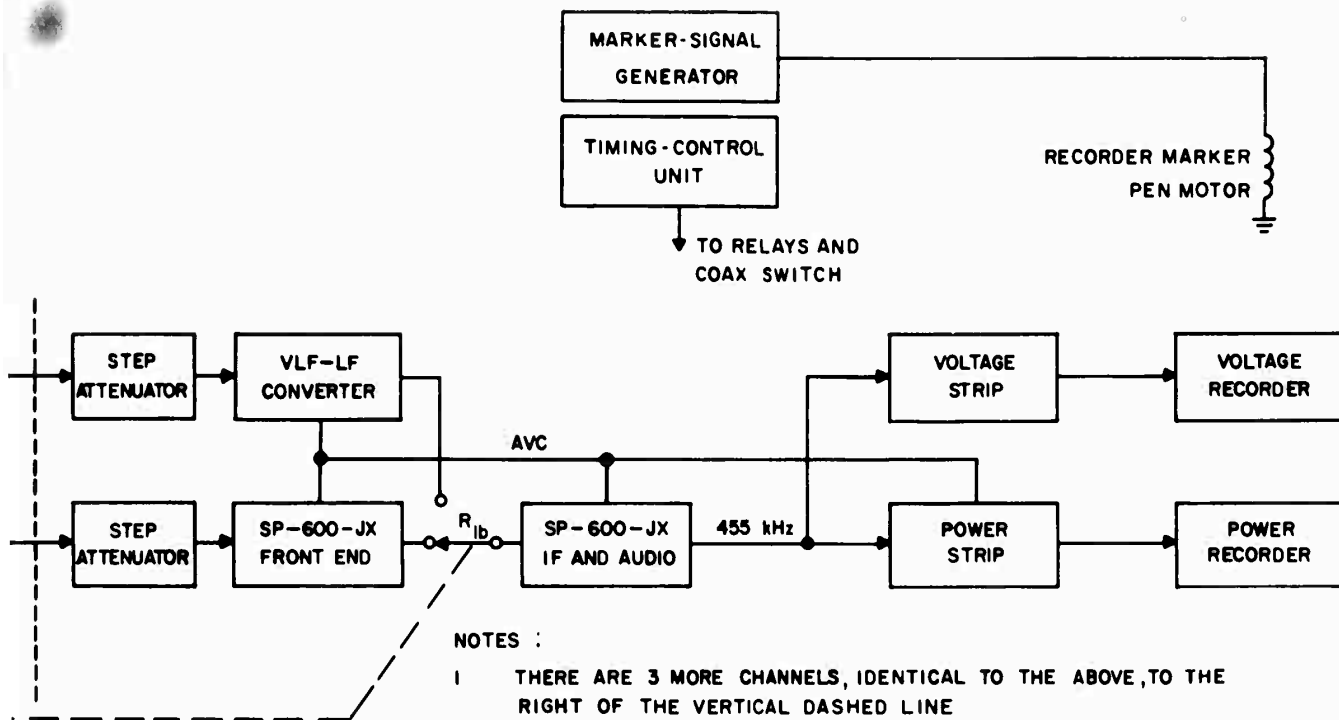 MARKER-SIGNAL
GENERATOR
TIMING-CONTROL
UNIT
RECORDER MARKER
PEN MOTOR
TO RELAYS AND
COAX SWITCH
STEP
ATTENUATOR
VLF-LF
CONVERTER
VOLTAGE
STRIP
VOLTAGE
RECORDER
AVC
STEP
ATTENUATOR
SP-600-JX
FRONT END
R1b
SP-600-JX
IF AND AUDIO
455 kHz
POWER
STRIP
POWER
RECORDER
NOTES :
1 THERE ARE 3 MORE CHANNELS, IDENTICAL TO THE ABOVE, TO THE
RIGHT OF THE VERTICAL DASHED LINE